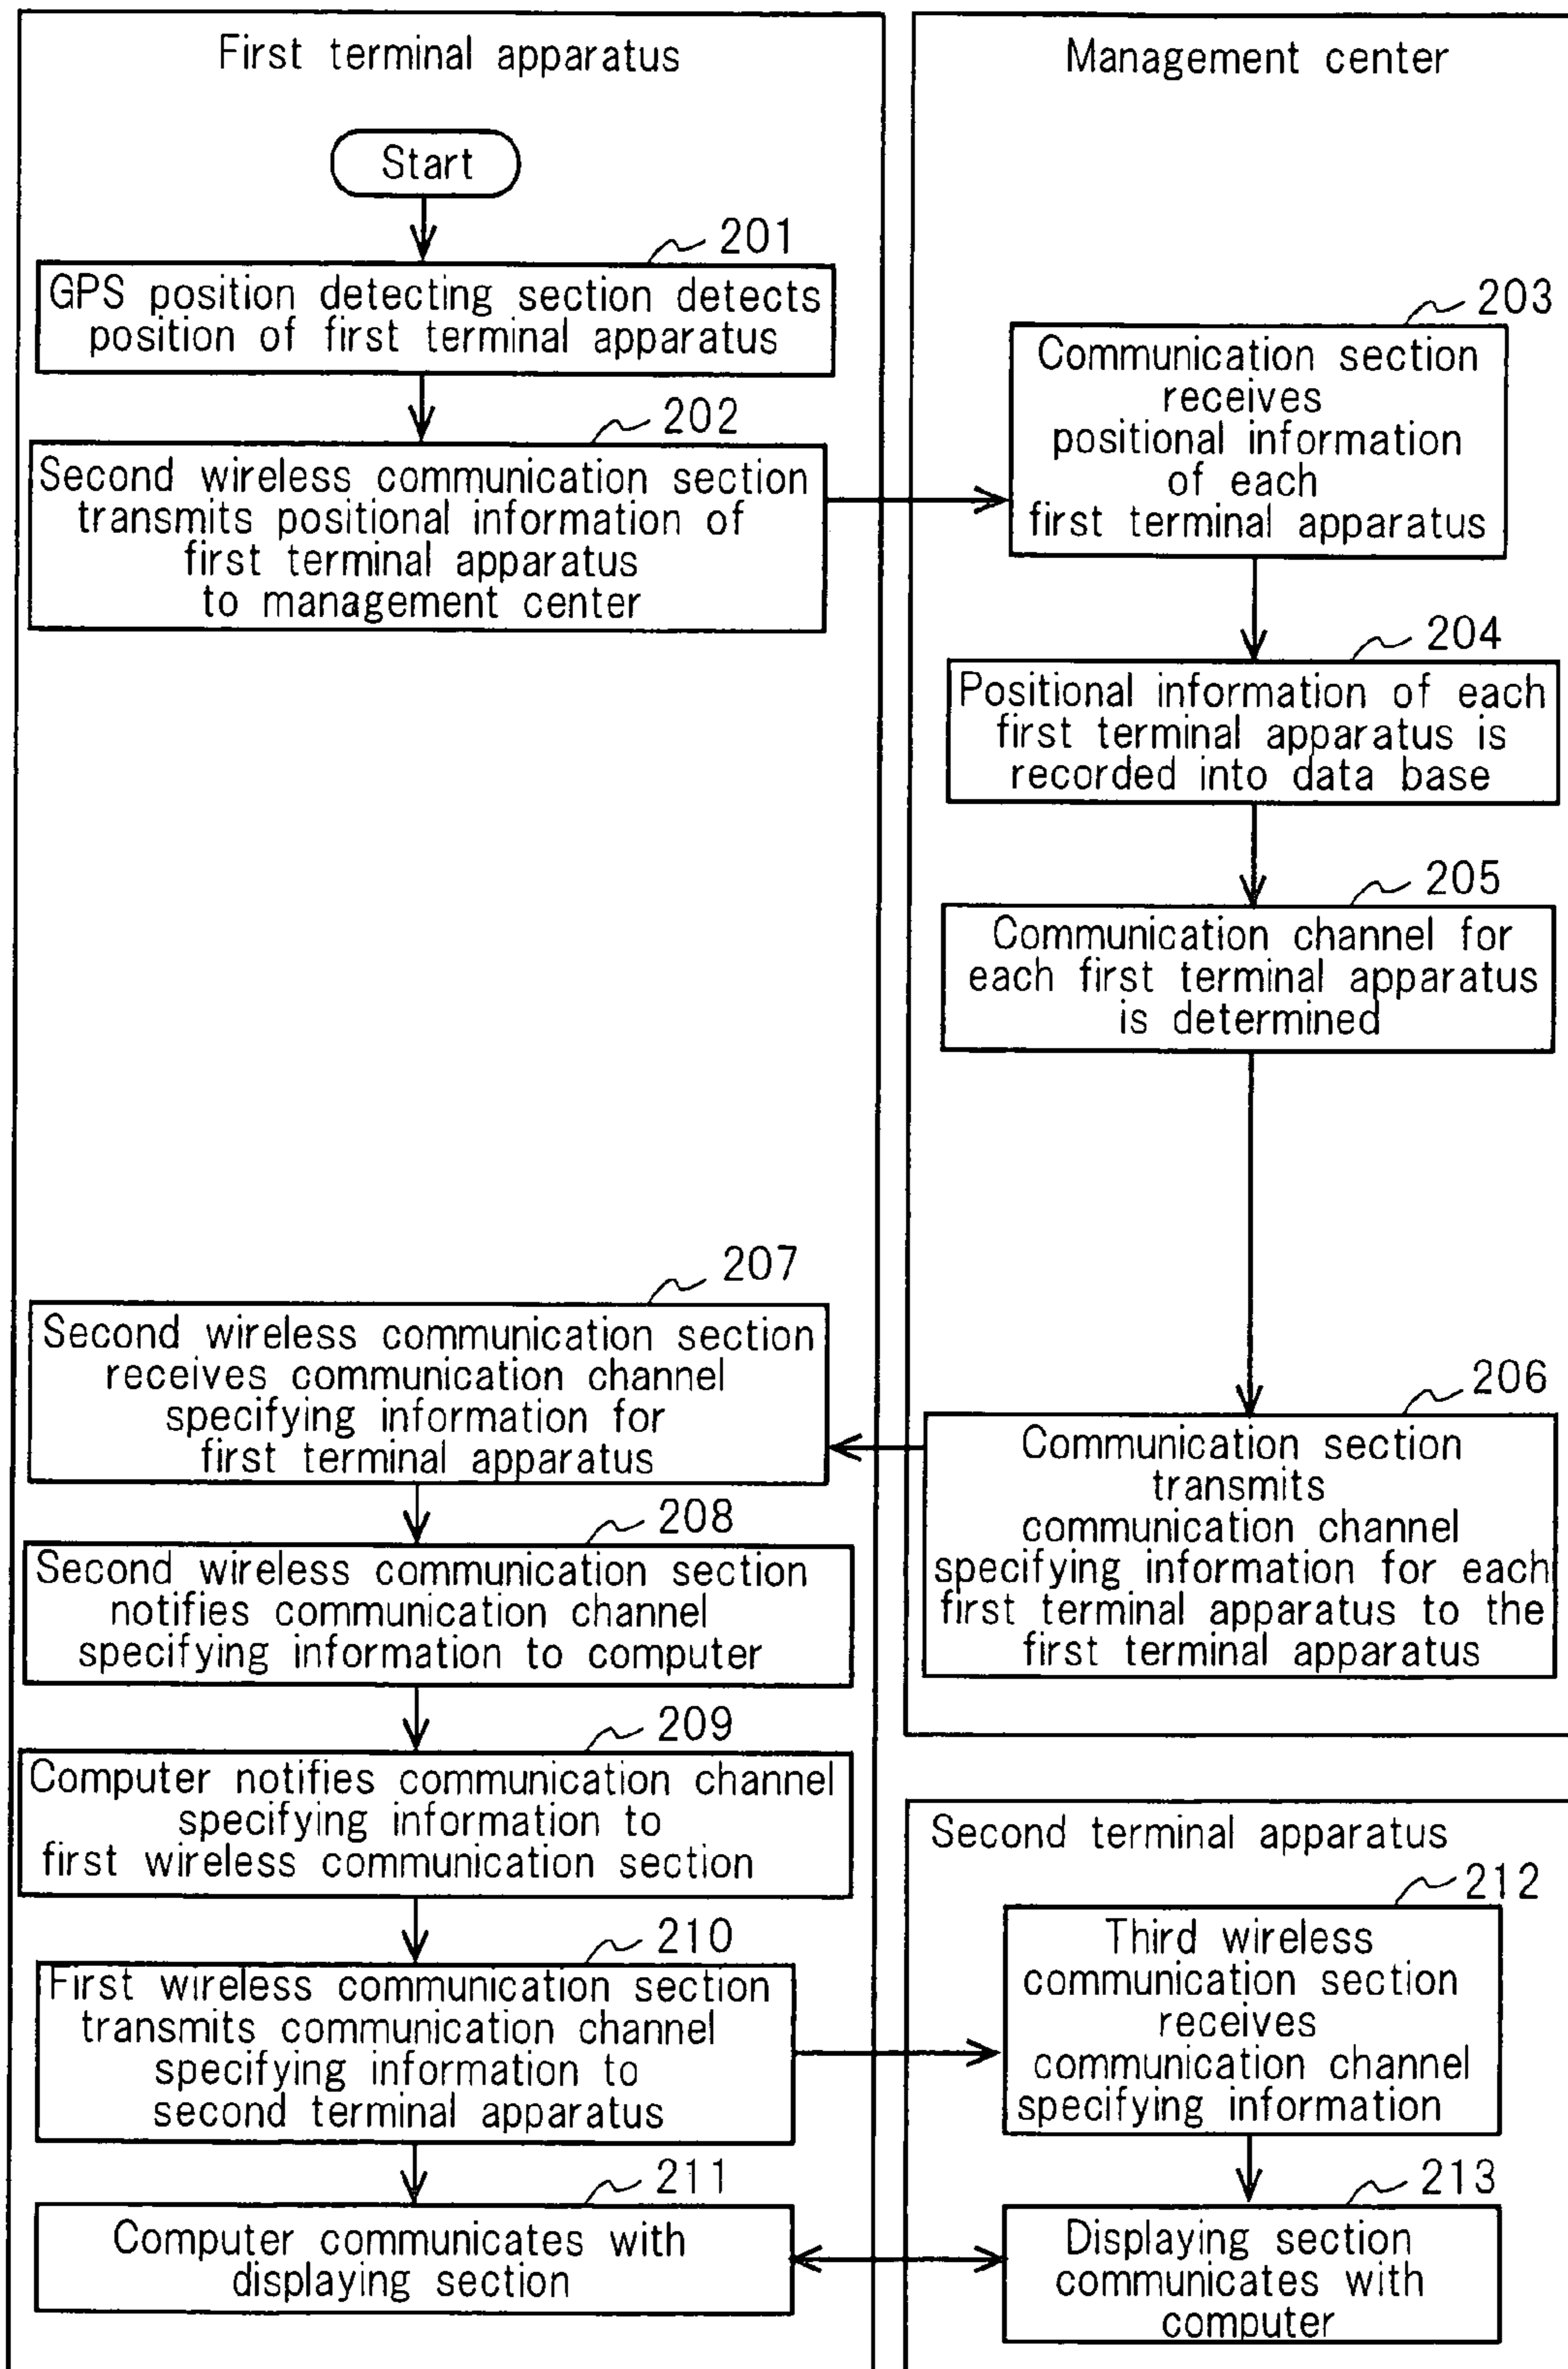 First terminal apparatus
Start
201
GPS position detecting section detects
position of first terminal apparatus
202
Second wireless communication section
transmits positional information of
first terminal apparatus
to management center
Management center
203
Communication section
receives
positional information
of each
first terminal apparatus
204
Positional information of each
first terminal apparatus is
recorded into data base
205
Communication channel for
each first terminal apparatus
is determined
206
Communication section
transmits
communication channel
specifying information for each
first terminal apparatus to the
first terminal apparatus
207
Second wireless communication section
receives communication channel
specifying information for
first terminal apparatus
208
Second wireless communication section
notifies communication channel
specifying information to computer
209
Computer notifies communication channel
specifying information to
first wireless communication section
210
First wireless communication section
transmits communication channel
specifying information to
second terminal apparatus
211
Computer communicates with
displaying section
Second terminal apparatus
212
Third wireless
communication section
receives
communication channel
specifying information
213
Displaying section
communicates with
computer